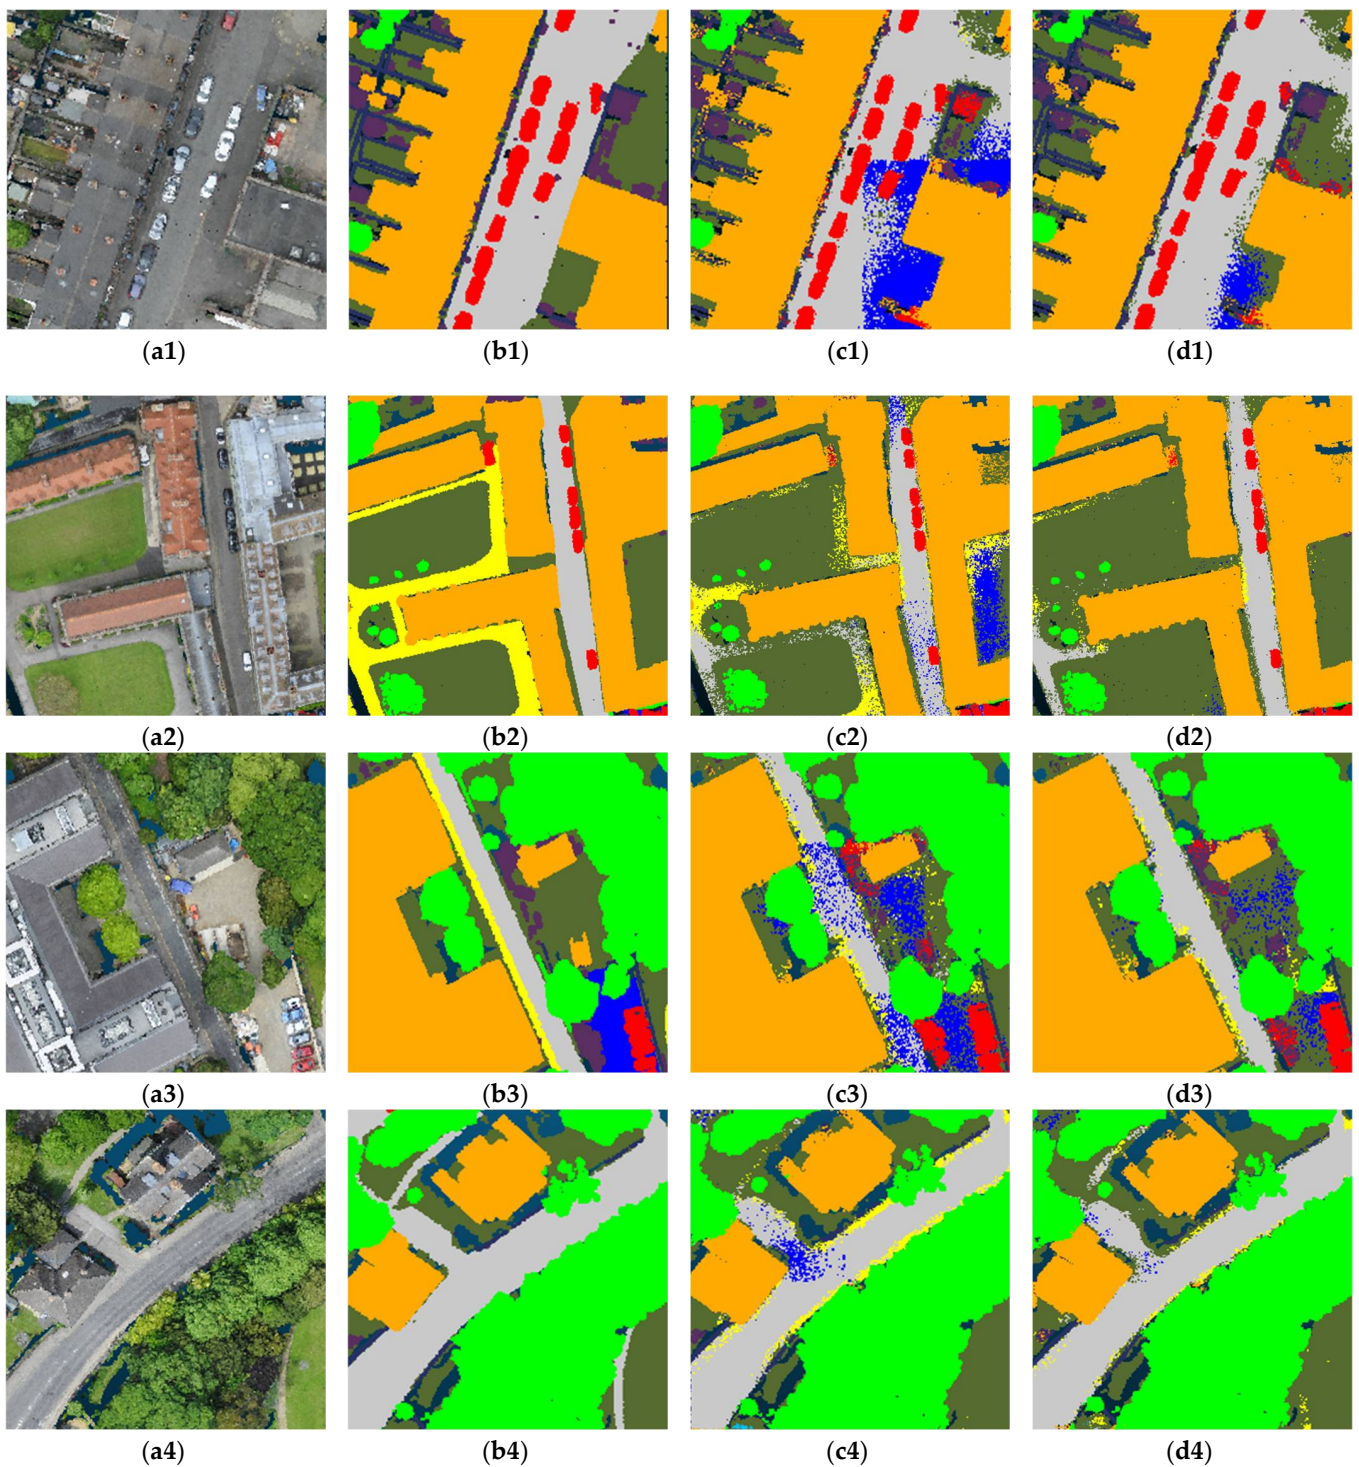 (a1) (b1) (c1) (d1)
(a2) (b2) (c2) (d2)
(a3) (b3) (c3) (d3)
(a4) (b4) (c4) (d4)